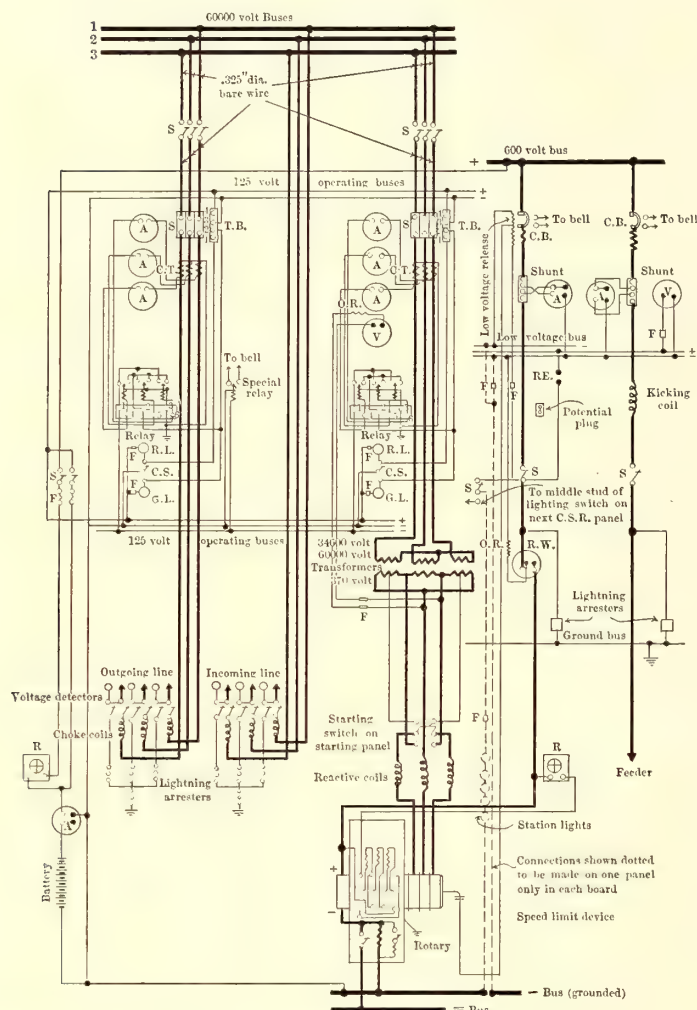 60000 volt Buses
1
2
3
.325" dia.
bare wire
S
S
600 volt bus
+
125 volt operating buses
+
−
To bell
C.B.
C.B.
To bell
A
S
T.B.
A
S
T.B.
Low voltage release
A
C.T.
A
C.T.
Shunt
A
Shunt
V
A
A
O.R.
V
F
Low voltage bus
−
+
To bell
Special
relay
F
F
R.E.
Kicking
coil
Potential
plug
Relay
Relay
F
R.L.
F
R.L.
C.S.
C.S.
S
F
G.L.
F
G.L.
S
S
S
F
To middle stud of
lighting switch on
next C.S.R. panel
+
−
+
−
125 volt operating buses
34600 volt
60000 volt
Transformers
370 volt
O.R.
R.W.
F
Lightning
arresters
Ground bus
Outgoing line
Incoming line
Voltage detectors
Choke coils
Starting
switch on
starting panel
F
R
Reactive coils
R
Feeder
Lightning
arresters
A
Station lights
Battery
Connections shown dotted
to be made on one panel
only in each board
+
−
Speed limit device
Rotary
− Bus (grounded)